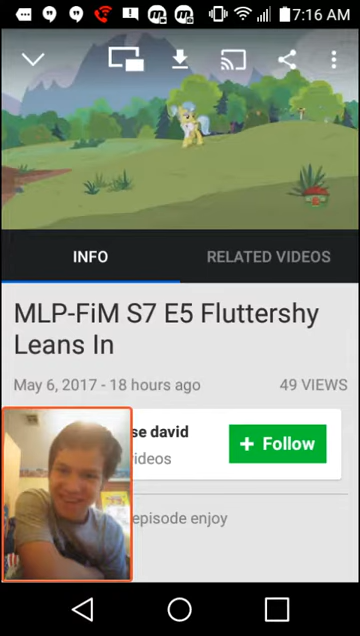 7:16 AM
INFO
RELATED VIDEOS
MLP-FiM S7 E5 Fluttershy
Leans In
May 6, 2017 - 18 hours ago
49 VIEWS
se david
videos
+ Follow
episode enjoy